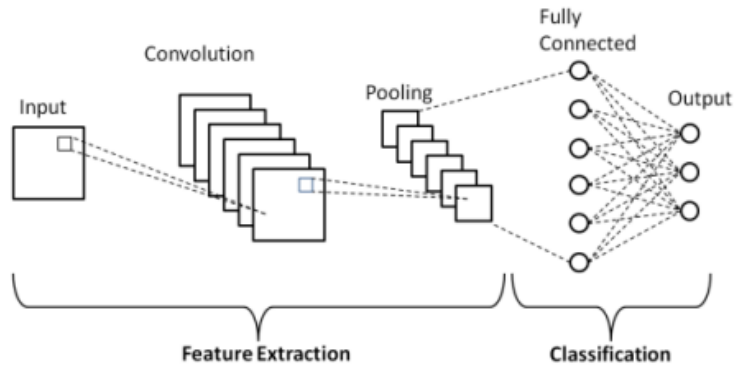 Input
Convolution
Pooling
Fully
Connected
Output
Feature Extraction
Classification